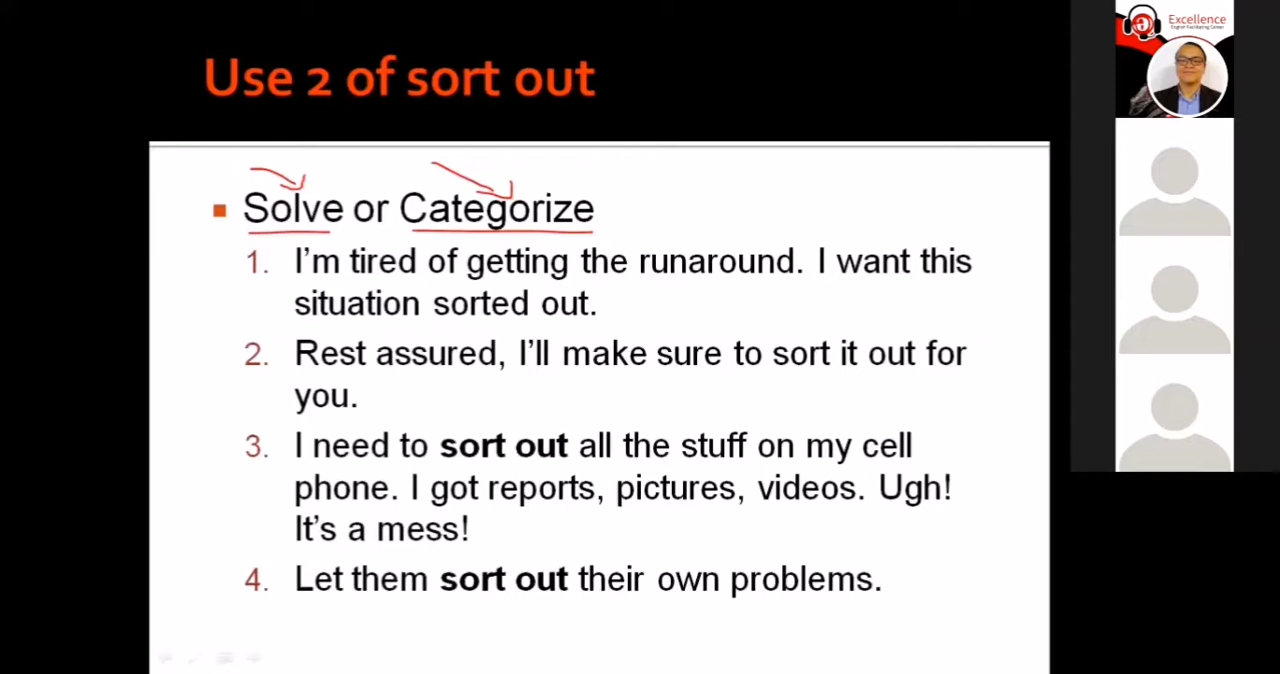 Use 2 of sort out
Excellence
English Facilitating Center
Solve or Categorize
1. I'm tired of getting the runaround. I want this
situation sorted out.
2. Rest assured, I'll make sure to sort it out for
you.
3. I need to sort out all the stuff on my cell
phone. I got reports, pictures, videos. Ugh!
It's a mess!
4. Let them sort out their own problems.